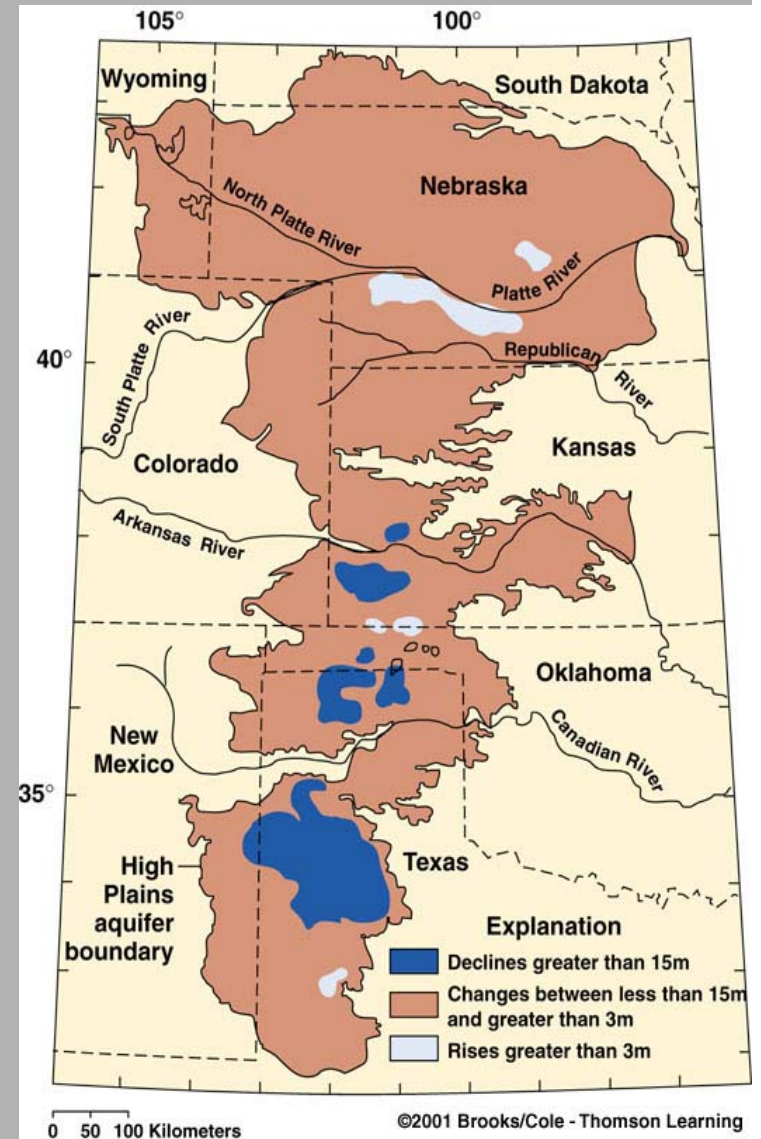 105°
100°
Wyoming
South Dakota
Nebraska
North Platte River
Platte River
South Platte River
40°
Republican
River
Kansas
Colorado
Arkansas River
Oklahoma
New
Mexico
Canadian River
35°
High
Plains
aquifer
boundary
Texas
Explanation
Declines greater than 15m
Changes between less than 15m
and greater than 3m
Rises greater than 3m
0 50 100 Kilometers
©2001 Brooks/Cole - Thomson Learning